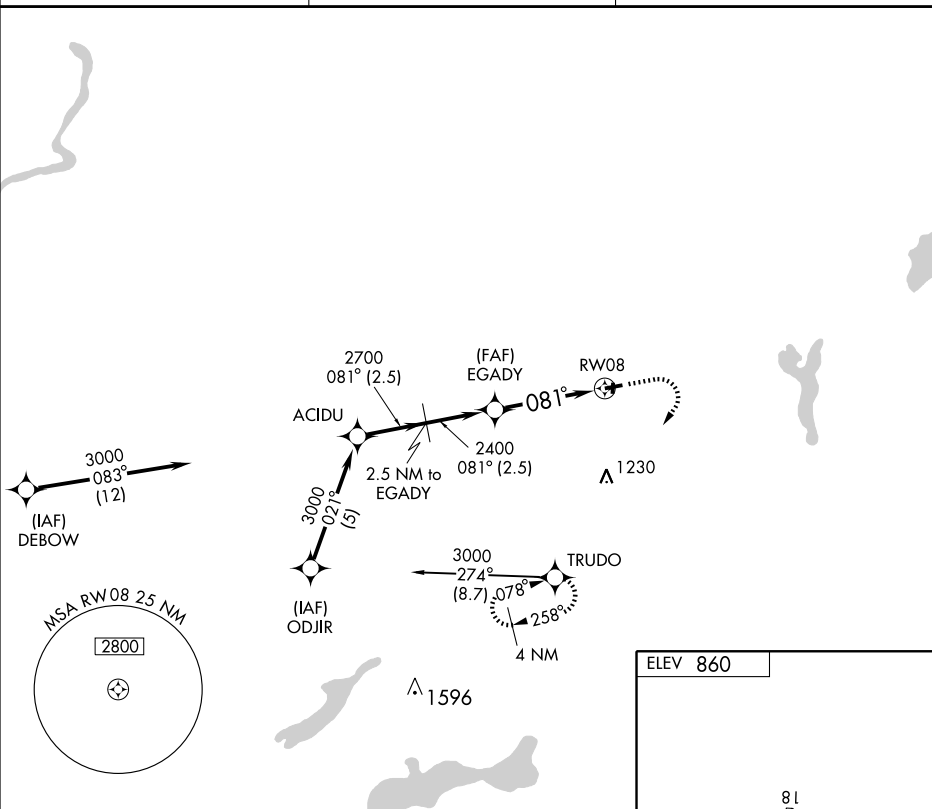 2700
081° (2.5)
(FAF)
EGADY
RW08
ACIDU
081°
2400
081° (2.5)
2.5 NM to
EGADY
1230
3000
083°
(12)
(IAF)
DEBOW
3000
021°
(5)
(IAF)
ODJIR
3000
274°
(8.7)
TRUDO
078°
258°
4 NM
MSA RW08 25 NM
2800
1596
ELEV 860
18